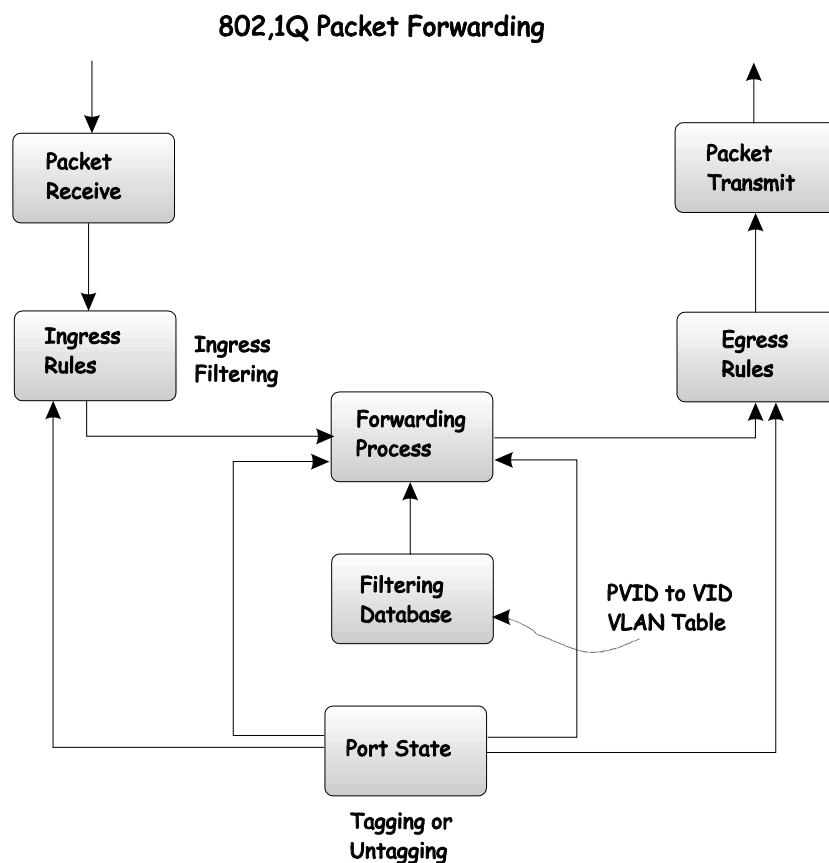 802,1Q Packet Forwarding
Packet
Receive
Packet
Transmit
Ingress
Rules
Ingress
Filtering
Egress
Rules
Forwarding
Process
Filtering
Database
PVID to VID
VLAN Table
Port State
Tagging or
Untagging